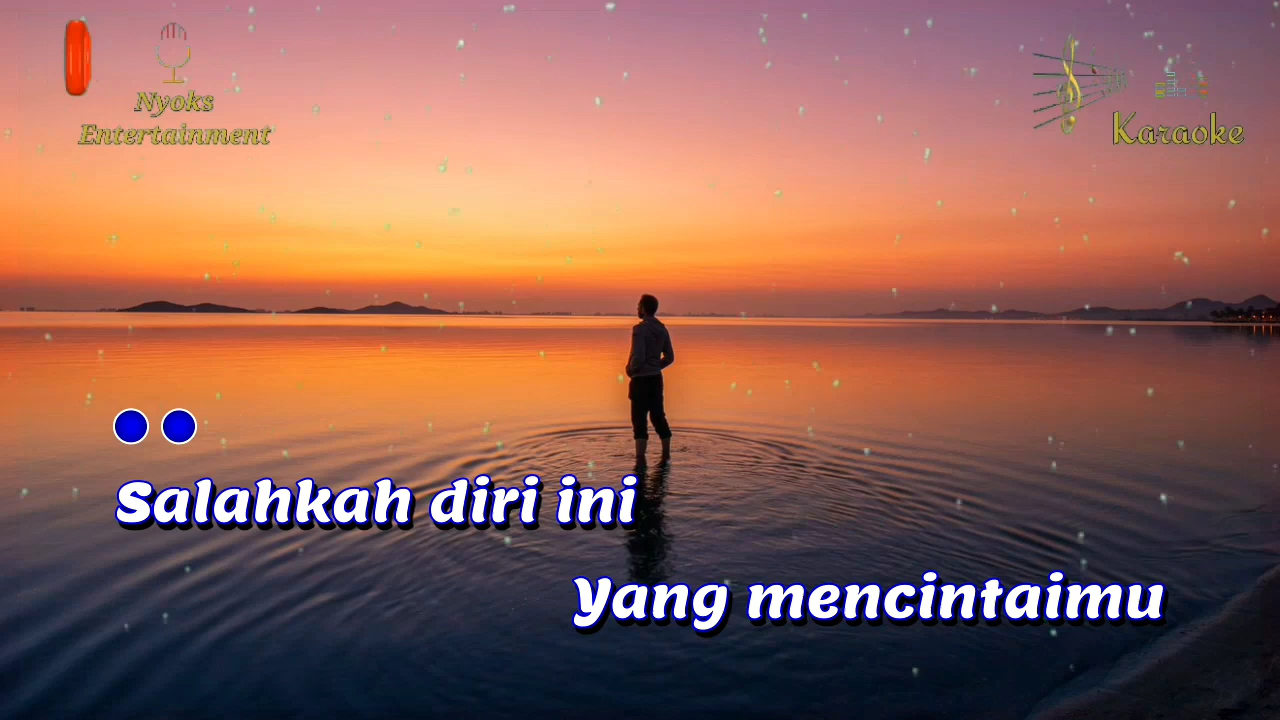 Nyoks
Entertainment
Karaoke
Salahkah diri ini
Yang mencintaimu